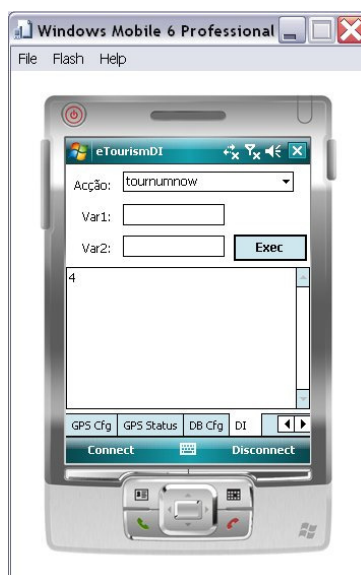 Windows Mobile 6 Professional
File Flash Help
eTourismDI
Acção: tournumnow
Var1:
Var2: Exec
4
GPS Cfg GPS Status DB Cfg DI
Connect Disconnect